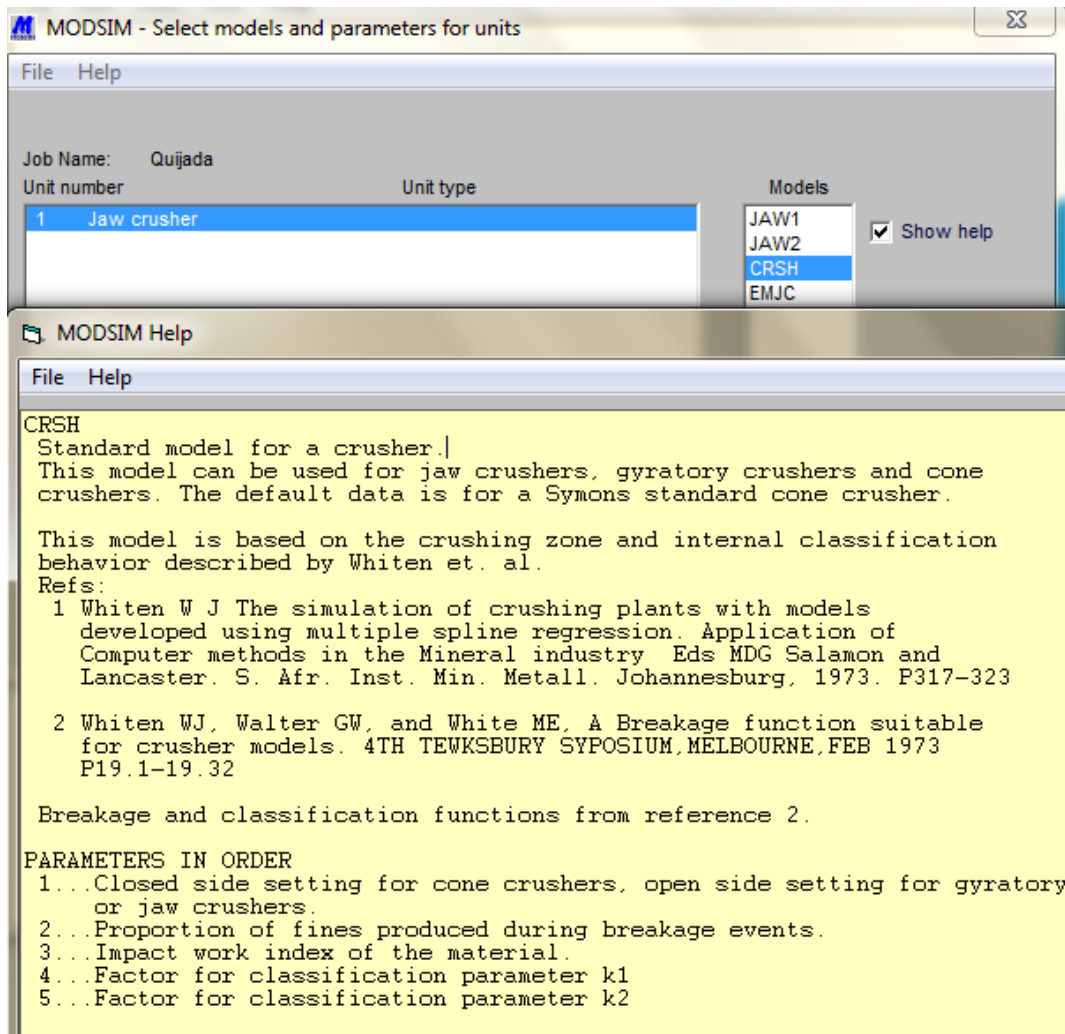 MODSIM - Select models and parameters for units
File Help
Job Name: Quijada
Unit number Unit type Models
1 Jaw crusher
JAW1
JAW2
CRSH
EMJC
Show help
MODSIM Help
File Help
CRSH
Standard model for a crusher.
This model can be used for jaw crushers, gyratory crushers and cone
crushers. The default data is for a Symons standard cone crusher.
This model is based on the crushing zone and internal classification
behavior described by Whiten et. al.
Refs:
1 Whiten W J The simulation of crushing plants with models
developed using multiple spline regression. Application of
Computer methods in the Mineral industry Eds MDG Salamon and
Lancaster. S. Afr. Inst. Min. Metall. Johannesburg, 1973. P317-323
2 Whiten WJ, Walter GW, and White ME, A Breakage function suitable
for crusher models. 4TH TEWKSBURY SYPOSIUM,MELBOURNE,FEB 1973
P19.1-19.32
Breakage and classification functions from reference 2.
PARAMETERS IN ORDER
1...Closed side setting for cone crushers, open side setting for gyratory
or jaw crushers.
2...Proportion of fines produced during breakage events.
3...Impact work index of the material.
4...Factor for classification parameter k1
5...Factor for classification parameter k2